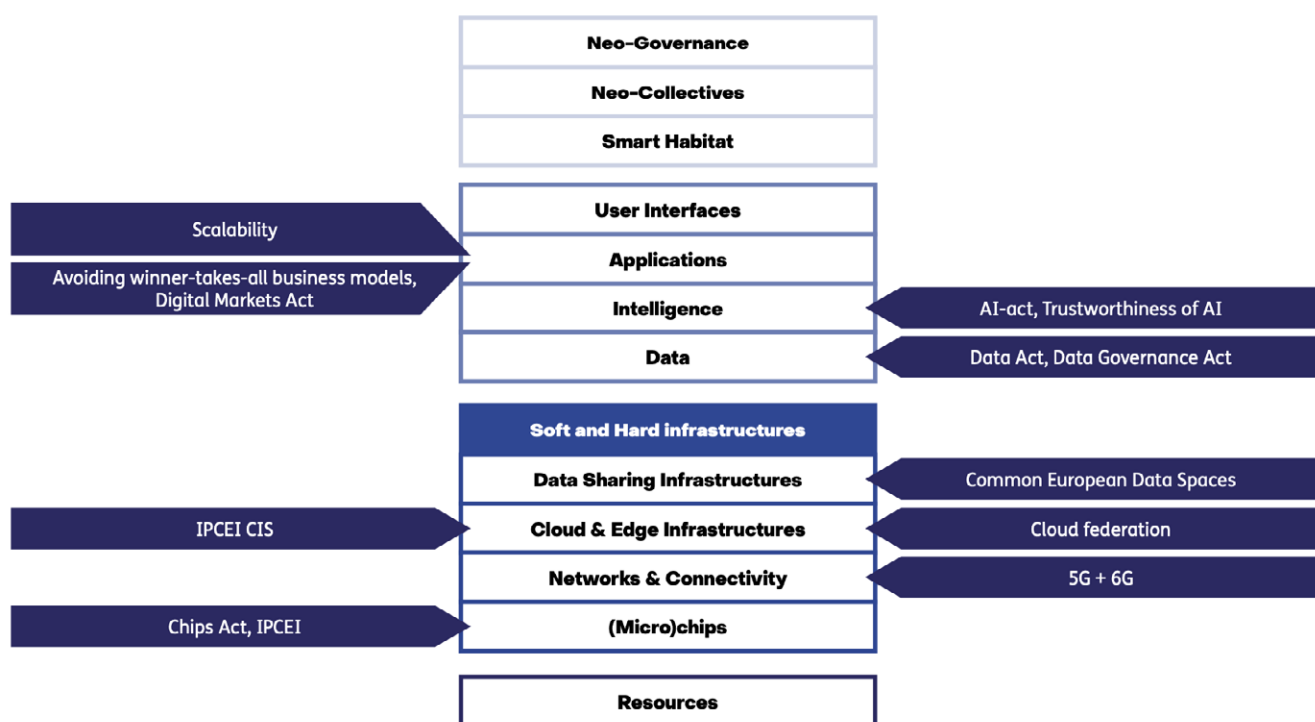 Neo-Governance
Neo-Collectives
Smart Habitat
User Interfaces
Scalability
Applications
Avoiding winner-takes-all business models,
Digital Markets Act
Intelligence
AI-act, Trustworthiness of AI
Data
Data Act, Data Governance Act
Soft and Hard infrastructures
Data Sharing Infrastructures
Common European Data Spaces
IPCEI CIS
Cloud & Edge Infrastructures
Cloud federation
Networks & Connectivity
5G + 6G
Chips Act, IPCEI
(Micro)chips
Resources